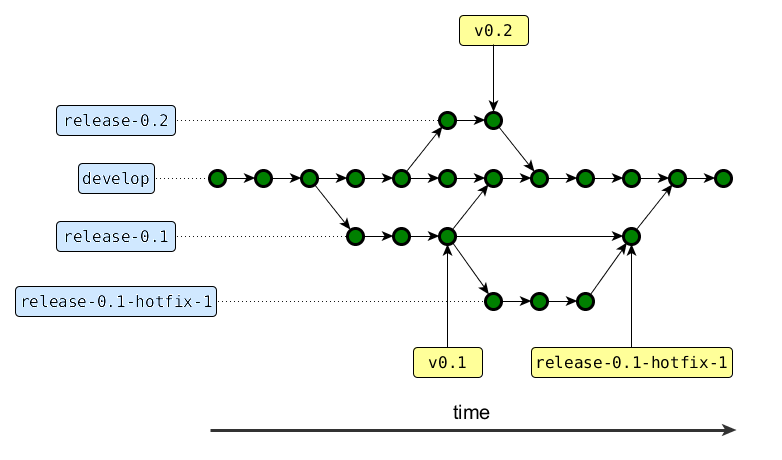 v0.2
release-0.2
develop
release-0.1
release-0.1-hotfix-1
v0.1
release-0.1-hotfix-1
time